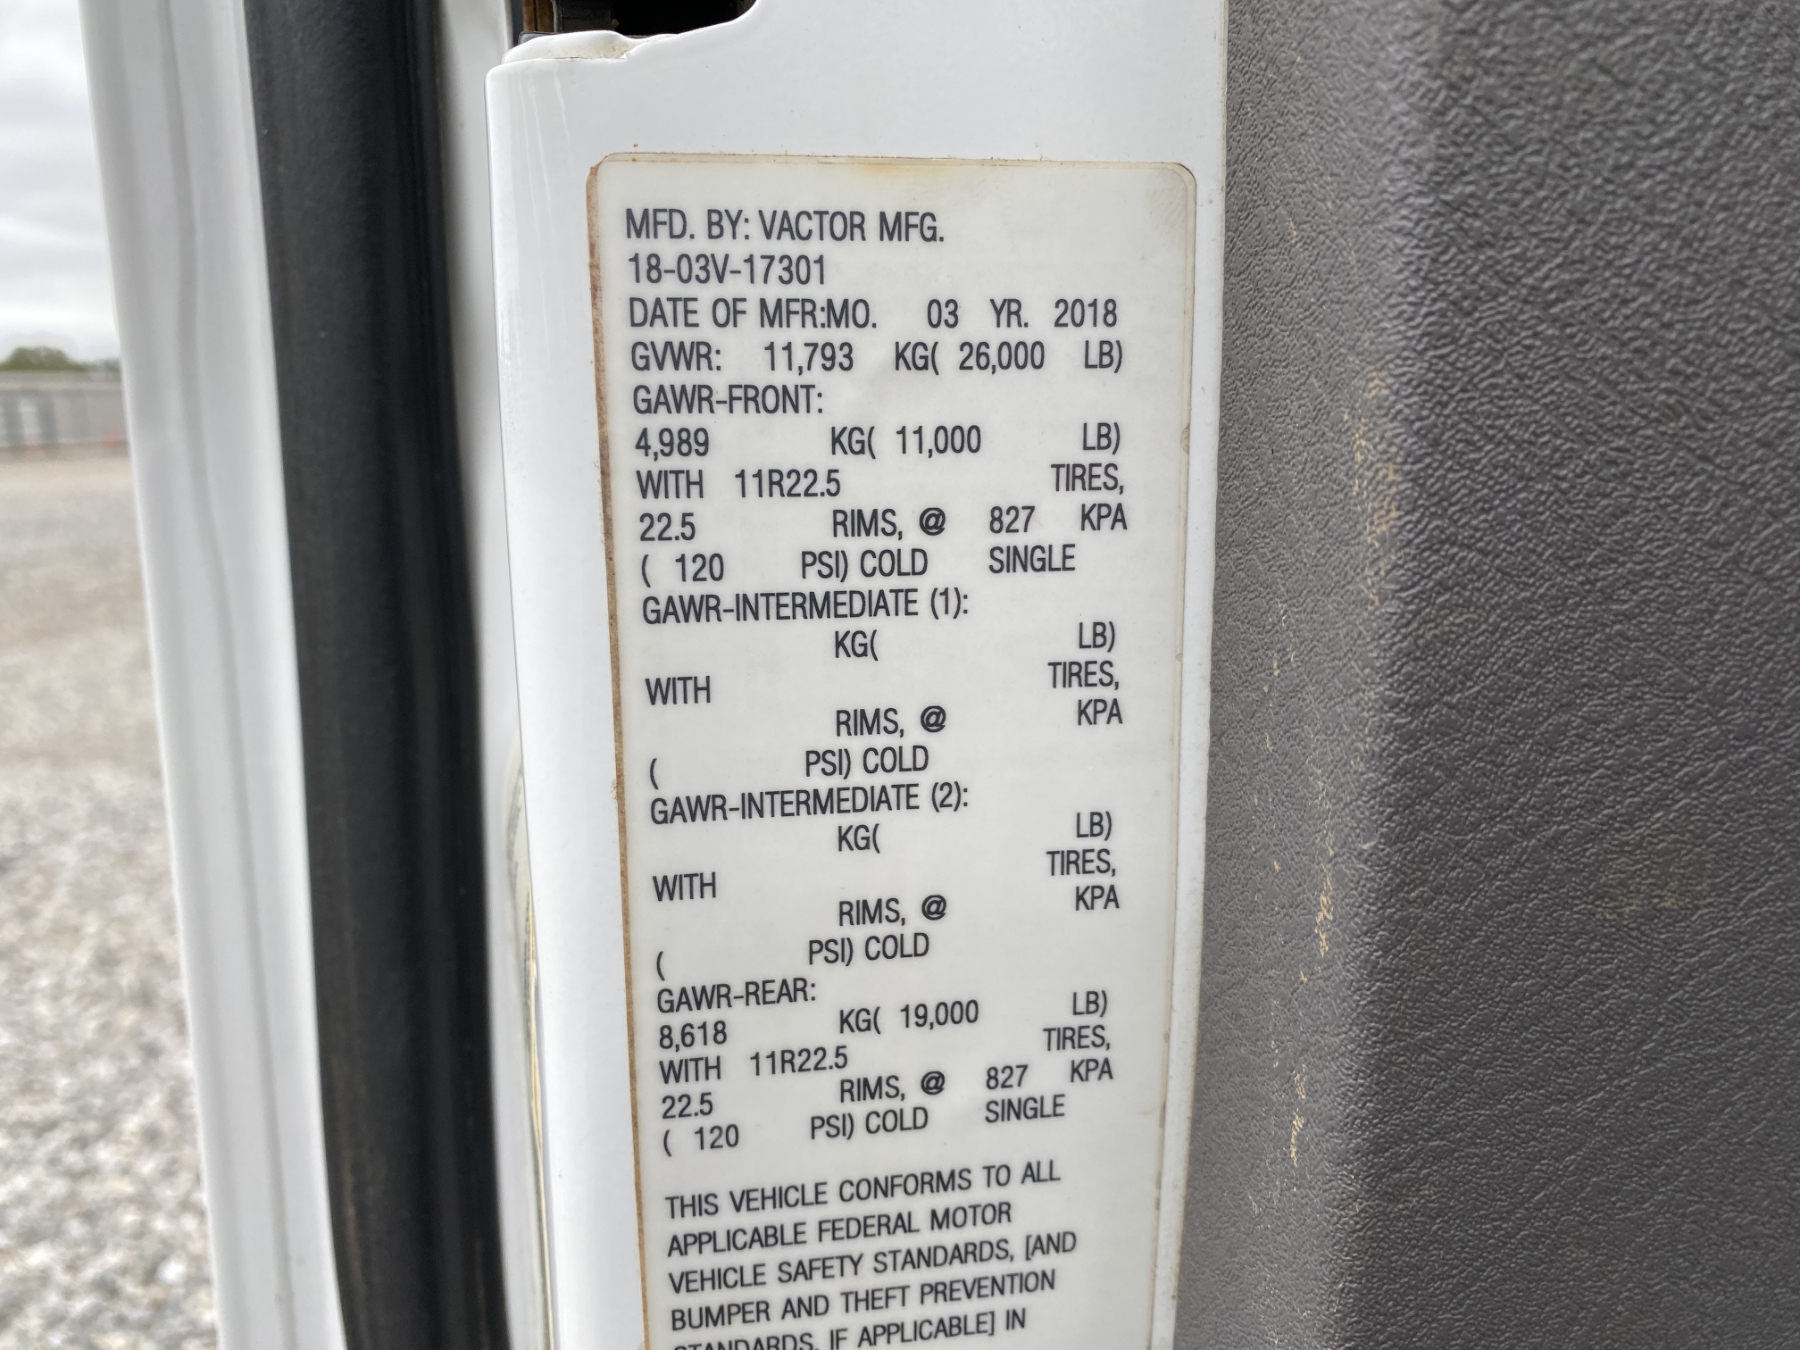 MFD. BY: VACTOR MFG.
18-03V-17301
DATE OF MFR:MO. 03 YR. 2018
GVWR: 11,793 KG( 26,000 LB)
GAWR-FRONT:
4,989 KG( 11,000 LB)
WITH 11R22.5 TIRES,
22.5 RIMS, @ 827 KPA
( 120 PSI) COLD SINGLE
GAWR-INTERMEDIATE (1):
KG( LB)
WITH TIRES,
RIMS, @ KPA
( PSI) COLD
GAWR-INTERMEDIATE (2):
KG( LB)
WITH TIRES,
RIMS, @ KPA
( PSI) COLD
GAWR-REAR:
8,618 KG( 19,000 LB)
WITH 11R22.5 TIRES,
22.5 RIMS, @ 827 KPA
( 120 PSI) COLD SINGLE
THIS VEHICLE CONFORMS TO ALL
APPLICABLE FEDERAL MOTOR
VEHICLE SAFETY STANDARDS, [AND
BUMPER AND THEFT PREVENTION
STANDARDS, IF APPLICABLE] IN